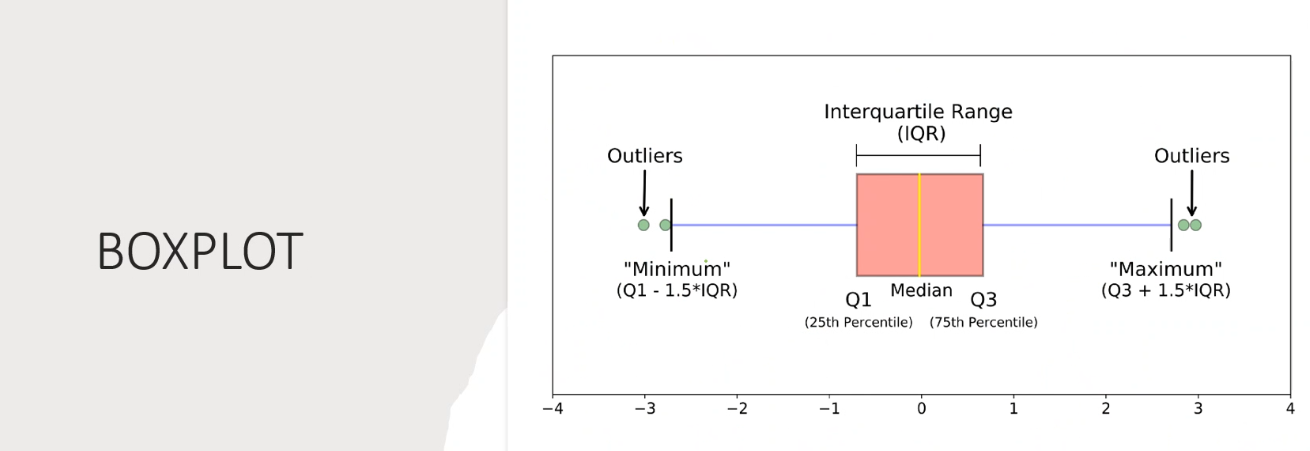 BOXPLOT
Interquartile Range
(IQR)
Outliers
Outliers
"Minimum"
(Q1 - 1.5*IQR)
"Maximum"
(Q3 + 1.5*IQR)
Q1
Median
Q3
(25th Percentile)
(75th Percentile)
−4
−3
−2
−1
0
1
2
3
4